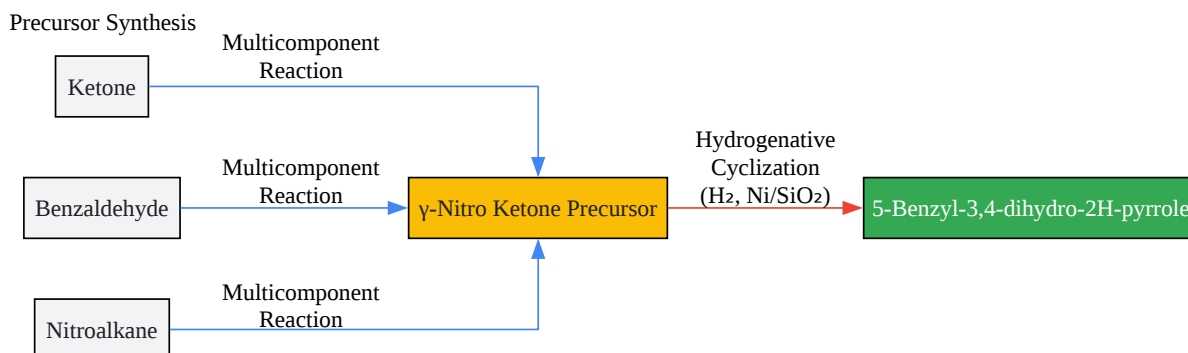 Precursor Synthesis
Multicomponent
Reaction
Ketone
Multicomponent
Reaction
Benzaldehyde
γ-Nitro Ketone Precursor
Hydrogenative
Cyclization
(H₂, Ni/SiO₂)
5-Benzyl-3,4-dihydro-2H-pyrrole
Multicomponent
Reaction
Nitroalkane